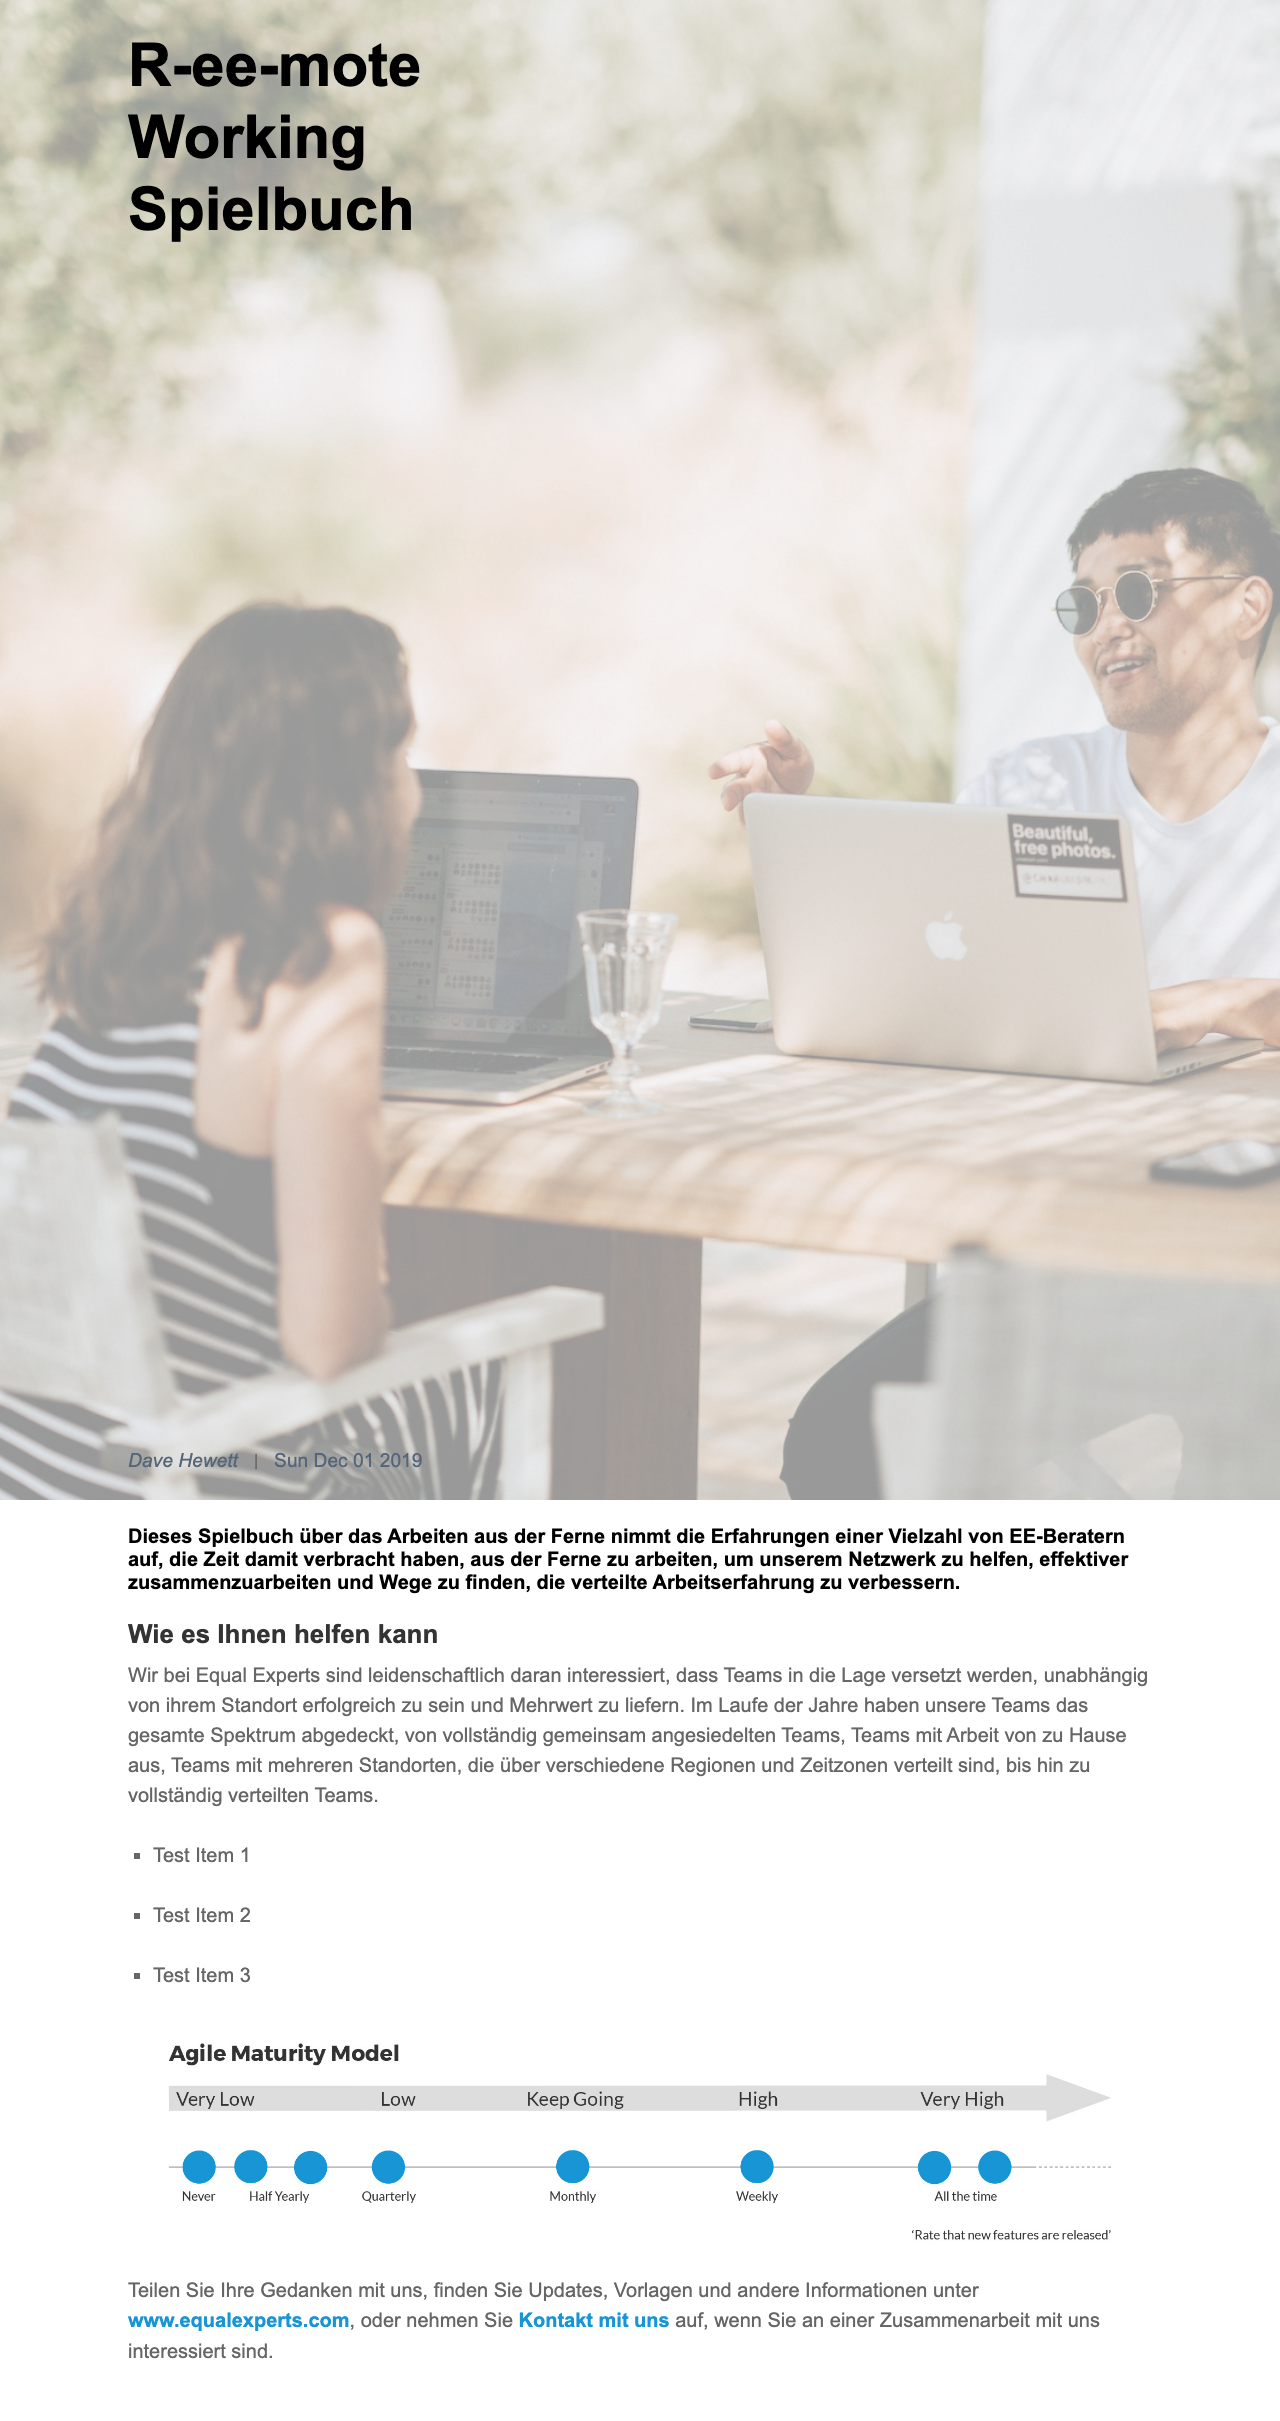 R-ee-mote
Working
Spielbuch
Beautiful,
free photos.
Dave Hewett | Sun Dec 01 2019
Dieses Spielbuch über das Arbeiten aus der Ferne nimmt die Erfahrungen einer Vielzahl von EE-Beratern
auf, die Zeit damit verbracht haben, aus der Ferne zu arbeiten, um unserem Netzwerk zu helfen, effektiver
zusammenzuarbeiten und Wege zu finden, die verteilte Arbeitserfahrung zu verbessern.
Wie es Ihnen helfen kann
Wir bei Equal Experts sind leidenschaftlich daran interessiert, dass Teams in die Lage versetzt werden, unabhängig
von ihrem Standort erfolgreich zu sein und Mehrwert zu liefern. Im Laufe der Jahre haben unsere Teams das
gesamte Spektrum abgedeckt, von vollständig gemeinsam angesiedelten Teams, Teams mit Arbeit von zu Hause
aus, Teams mit mehreren Standorten, die über verschiedene Regionen und Zeitzonen verteilt sind, bis hin zu
vollständig verteilten Teams.
▪ Test Item 1
▪ Test Item 2
▪ Test Item 3
Agile Maturity Model
Very Low Low Keep Going High Very High
Never Half Yearly Quarterly Monthly Weekly All the time
‘Rate that new features are released’
Teilen Sie Ihre Gedanken mit uns, finden Sie Updates, Vorlagen und andere Informationen unter
www.equalexperts.com, oder nehmen Sie Kontakt mit uns auf, wenn Sie an einer Zusammenarbeit mit uns
interessiert sind.